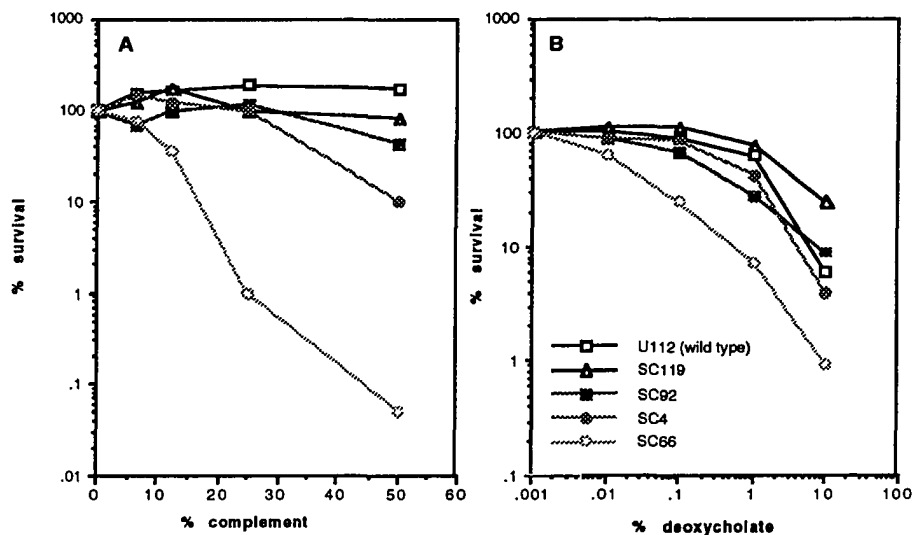 A
1000
100
10
1
.1
.01
% survival
0 10 20 30 40 50 60
% complement
B
1000
100
10
1
.1
% survival
U112 (wild type)
SC119
SC92
SC4
SC66
.001 .01 .1 1 10 100
% deoxycholate